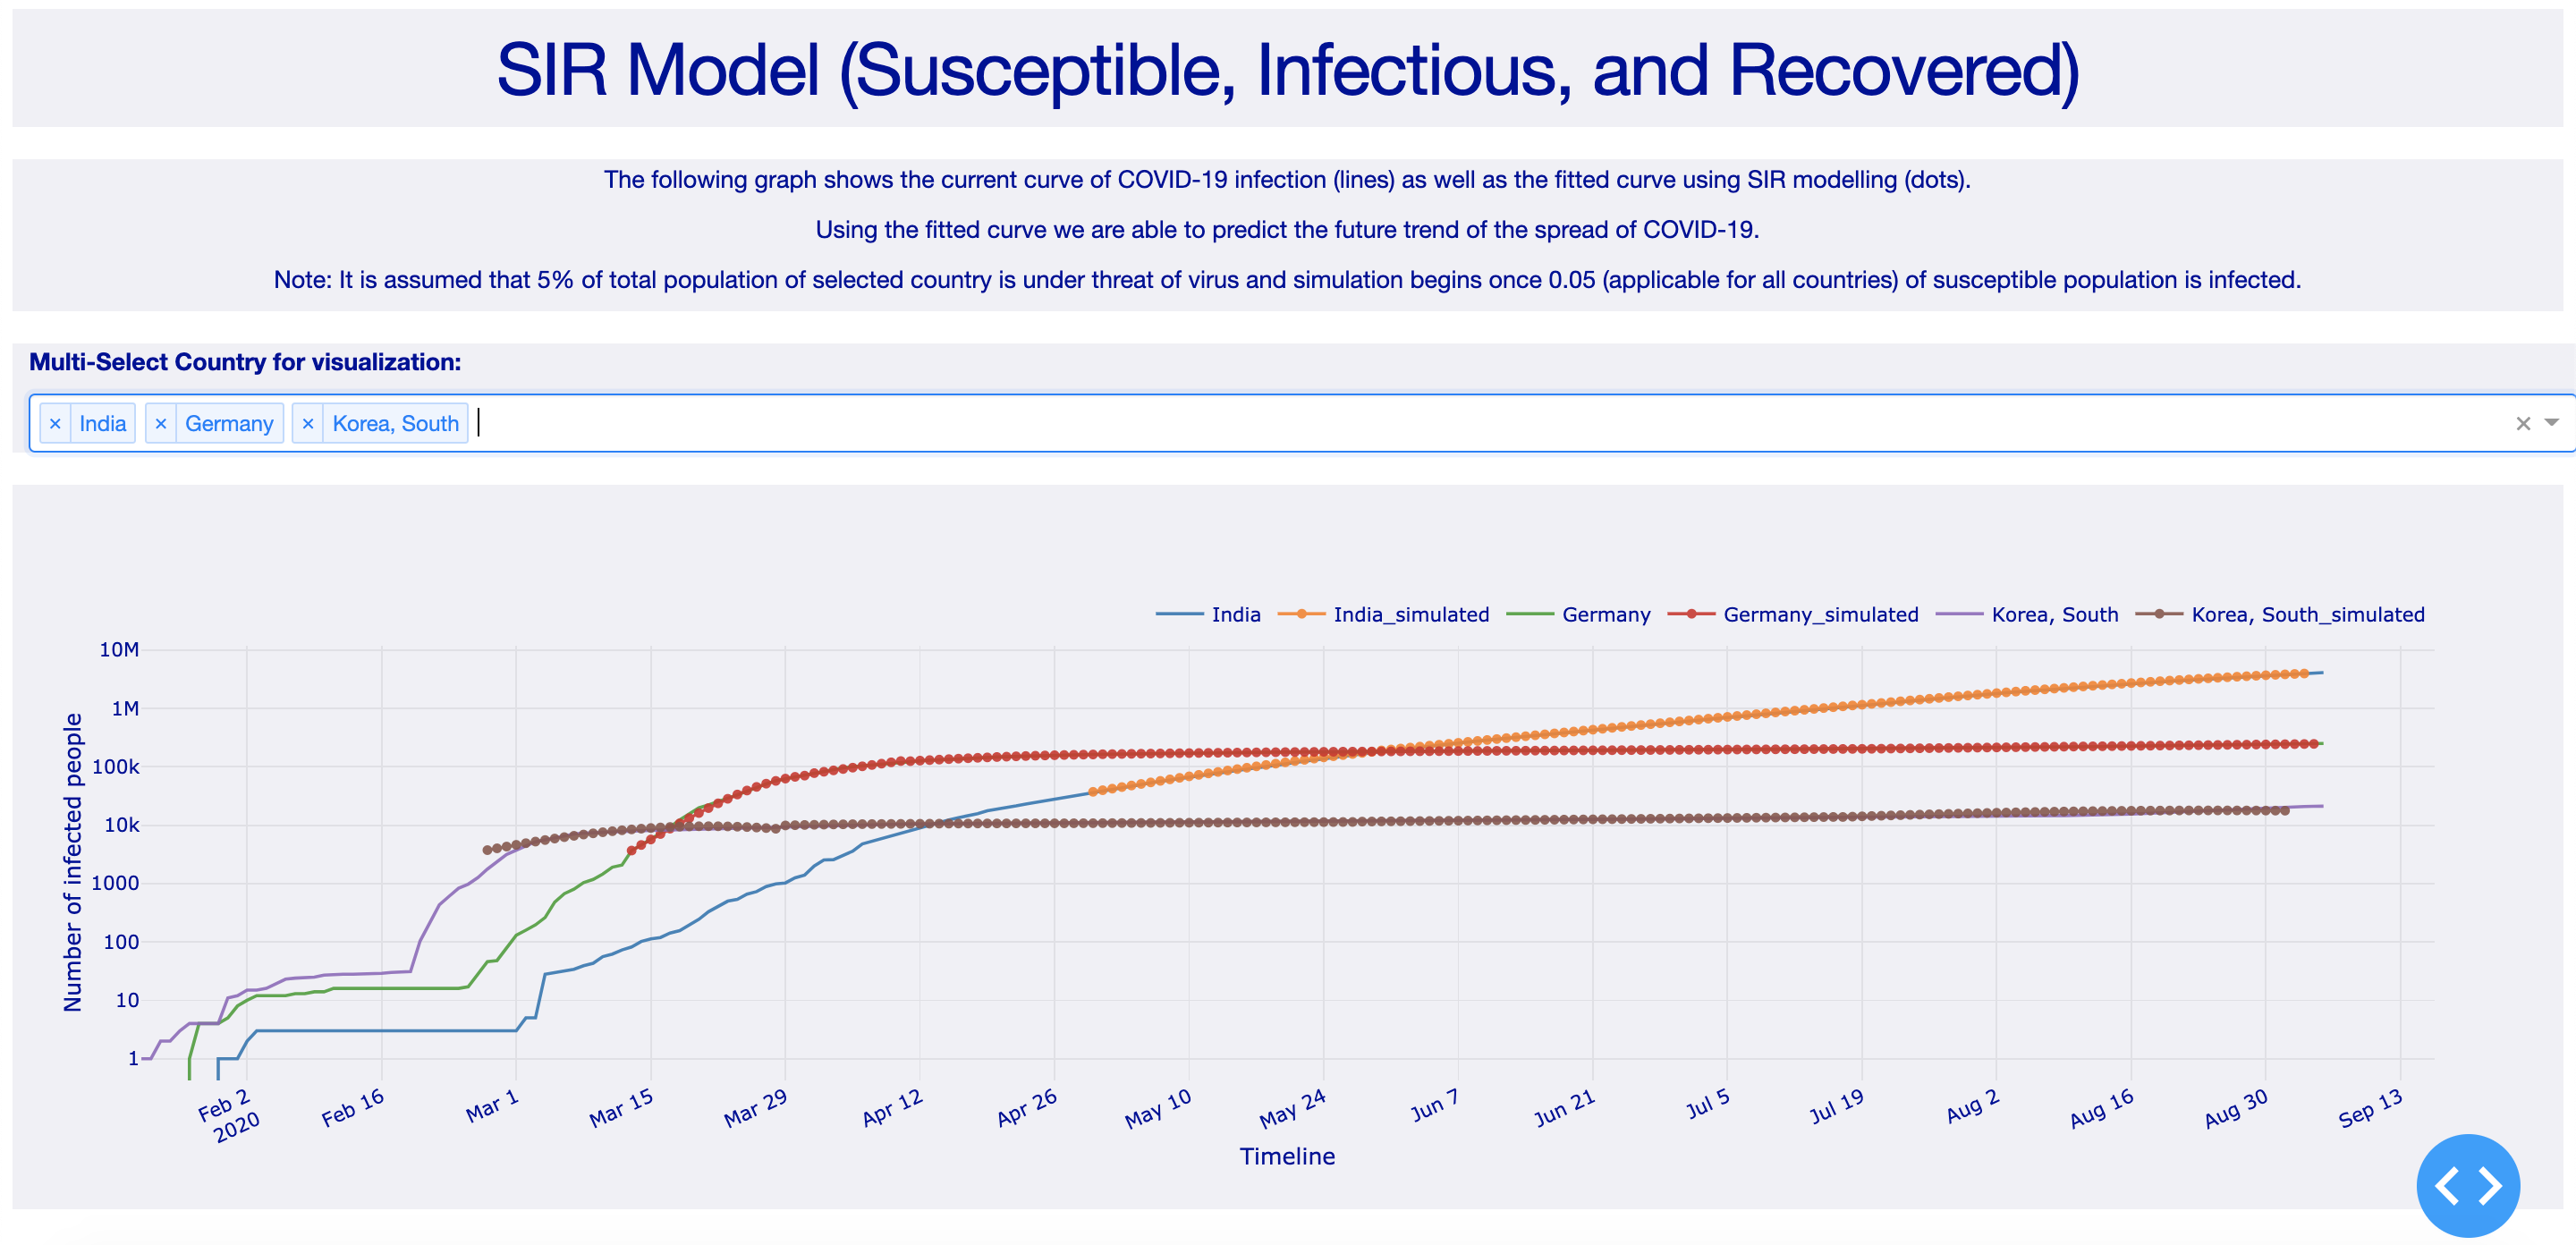 SIR Model (Susceptible, Infectious, and Recovered)
The following graph shows the current curve of COVID-19 infection (lines) as well as the fitted curve using SIR modelling (dots).
Using the fitted curve we are able to predict the future trend of the spread of COVID-19.
Note: It is assumed that 5% of total population of selected country is under threat of virus and simulation begins once 0.05 (applicable for all countries) of susceptible population is infected.
Multi-Select Country for visualization:
× India × Germany × Korea, South
India India_simulated Germany Germany_simulated Korea, South Korea, South_simulated
Number of infected people
10M
1M
100k
10k
1000
100
10
1
Feb 2 Feb 16 Mar 1 Mar 15 Mar 29 Apr 12 Apr 26 May 10 May 24 Jun 7 Jun 21 Jul 5 Jul 19 Aug 2 Aug 16 Aug 30 Sep 13
2020
Timeline